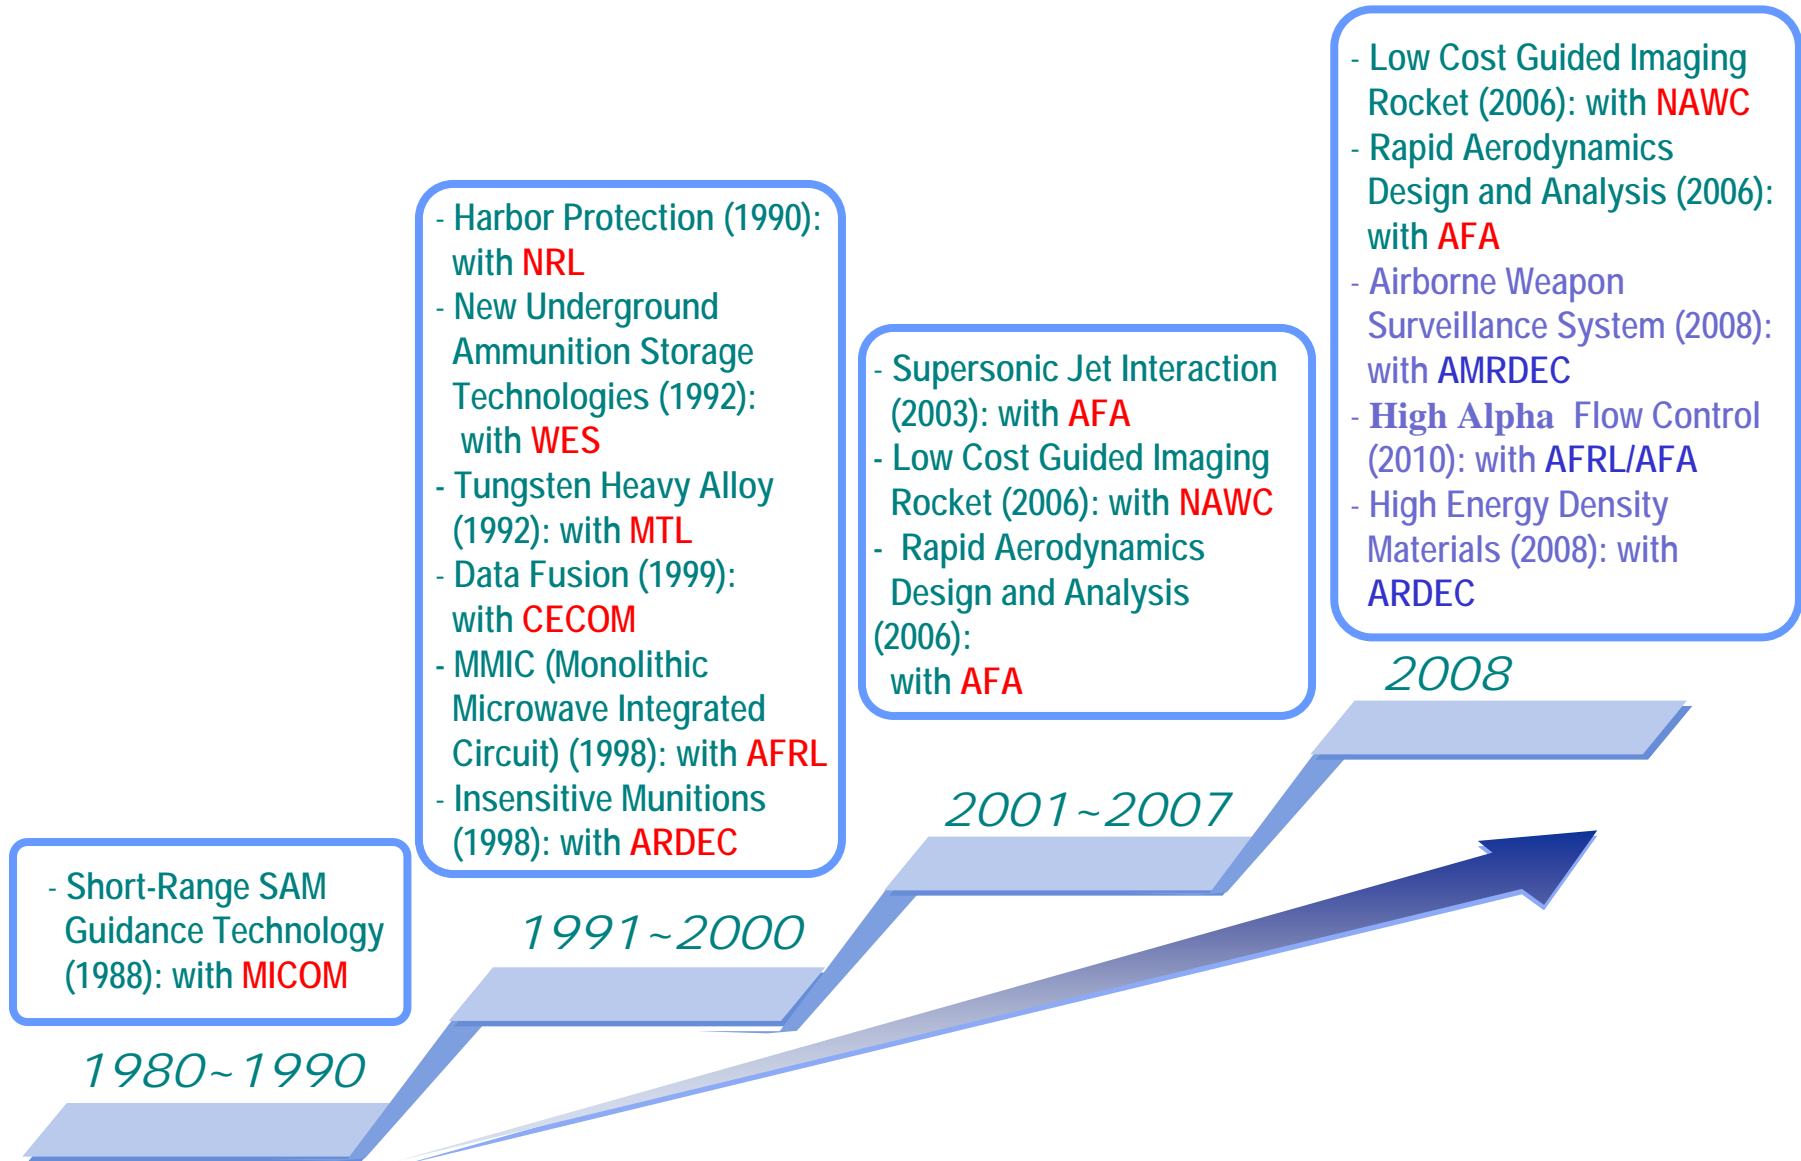 - Short-Range SAM
Guidance Technology
(1988): with MICOM
1980~1990
- Harbor Protection (1990):
with NRL
- New Underground
Ammunition Storage
Technologies (1992):
with WES
- Tungsten Heavy Alloy
(1992): with MTL
- Data Fusion (1999):
with CECOM
- MMIC (Monolithic
Microwave Integrated
Circuit) (1998): with AFRL
- Insensitive Munitions
(1998): with ARDEC
1991~2000
- Supersonic Jet Interaction
(2003): with AFA
- Low Cost Guided Imaging
Rocket (2006): with NAWC
- Rapid Aerodynamics
Design and Analysis
(2006):
with AFA
2001~2007
- Low Cost Guided Imaging
Rocket (2006): with NAWC
- Rapid Aerodynamics
Design and Analysis (2006):
with AFA
- Airborne Weapon
Surveillance System (2008):
with AMRDEC
- High Alpha Flow Control
(2010): with AFRL/AFA
- High Energy Density
Materials (2008): with
ARDEC
2008